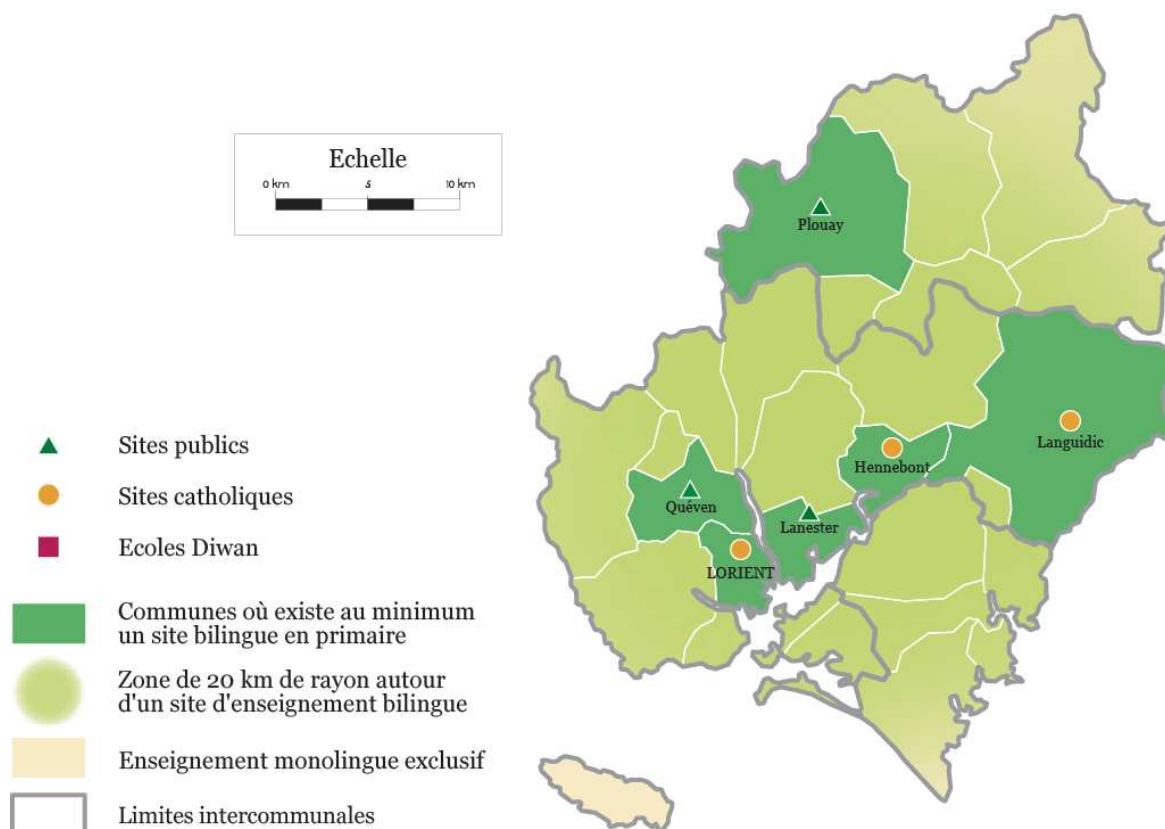 Echelle
0 km 5 10 km
Plouay
Languidic
Hennebont
Quéven
Lanester
LORIENT
Sites publics
Sites catholiques
Ecoles Diwan
Communes où existe au minimum
un site bilingue en primaire
Zone de 20 km de rayon autour
d'un site d'enseignement bilingue
Enseignement monolingue exclusif
Limites intercommunales